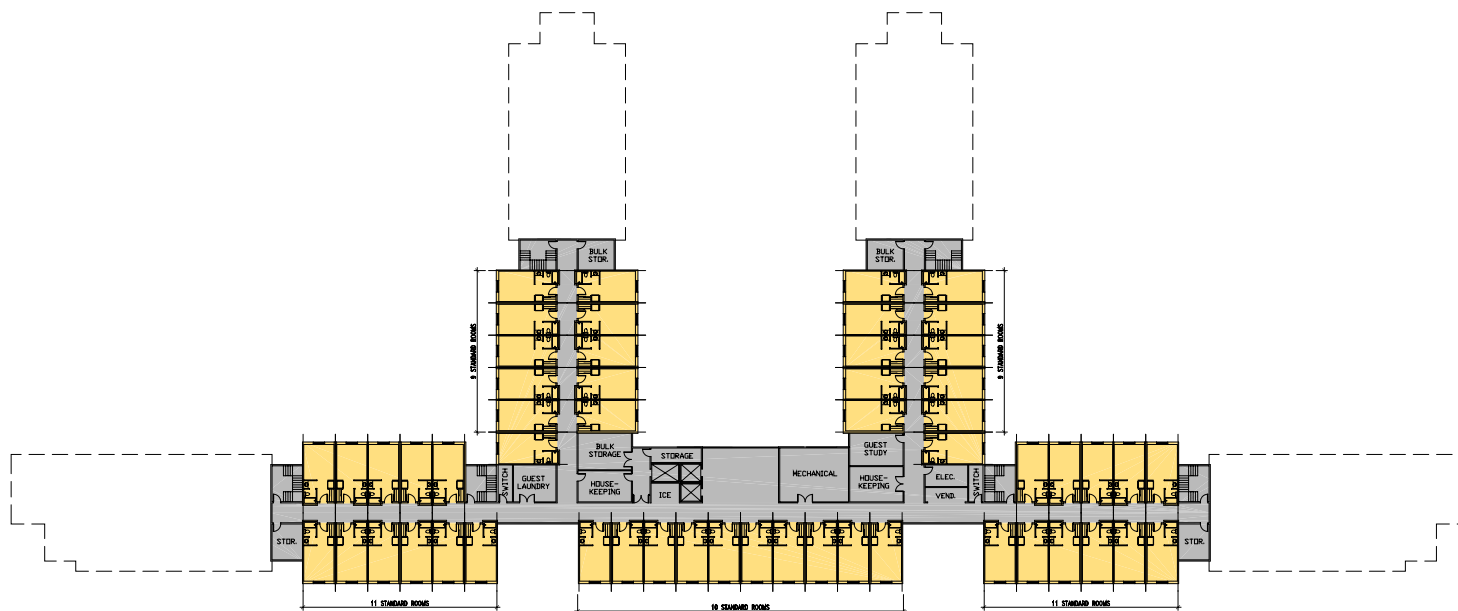 BULK
STOR.
BULK
STOR.
9 STANDARD ROOMS
9 STANDARD ROOMS
BULK
STORAGE
STORAGE
GUEST
STUDY
MECHANICAL
SWITCH
GUEST
LAUNDRY
HOUSE-
KEEPING
ICE
HOUSE-
KEEPING
ELEC.
VEND.
SWITCH
STOR.
STOR.
11 STANDARD ROOMS
10 STANDARD ROOMS
11 STANDARD ROOMS